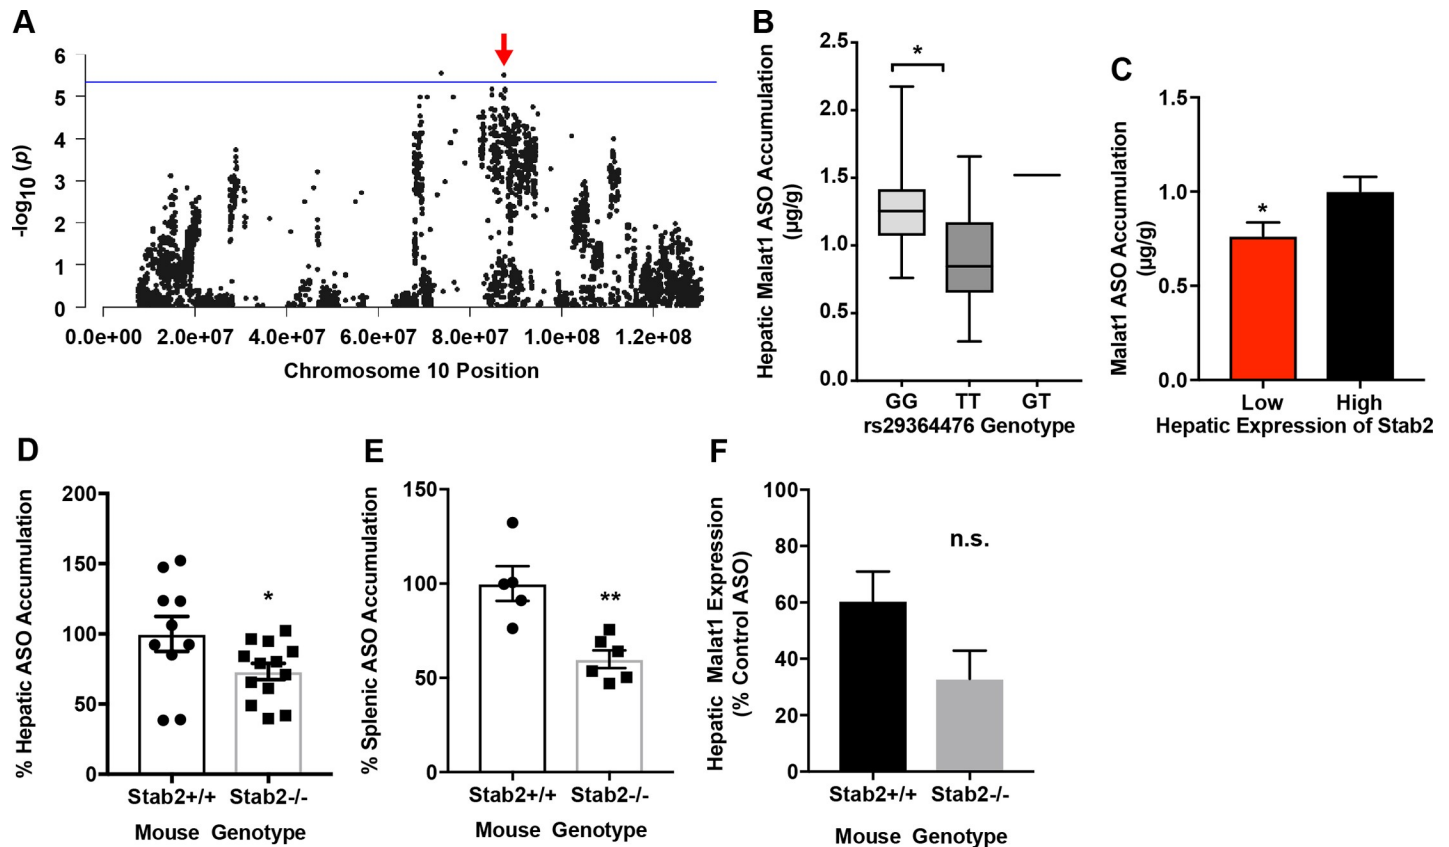 A
-log10 (p)
6
5
4
3
2
1
0
0.0e+00 2.0e+07 4.0e+07 6.0e+07 8.0e+07 1.0e+08 1.2e+08
Chromosome 10 Position
B
Hepatic Malat1 ASO Accumulation
(µg/g)
2.5
2.0
1.5
1.0
0.5
0.0
*
GG TT GT
rs29364476 Genotype
C
Malat1 ASO Accumulation
(µg/g)
1.5
1.0
0.5
0.0
*
Low High
Hepatic Expression of Stab2
D
% Hepatic ASO Accumulation
200
150
100
50
0
*
Stab2+/+ Stab2-/-
Mouse Genotype
E
% Splenic ASO Accumulation
150
100
50
0
**
Stab2+/+ Stab2-/-
Mouse Genotype
F
Hepatic Malat1 Expression
(% Control ASO)
100
80
60
40
20
0
n.s.
Stab2+/+ Stab2-/-
Mouse Genotype